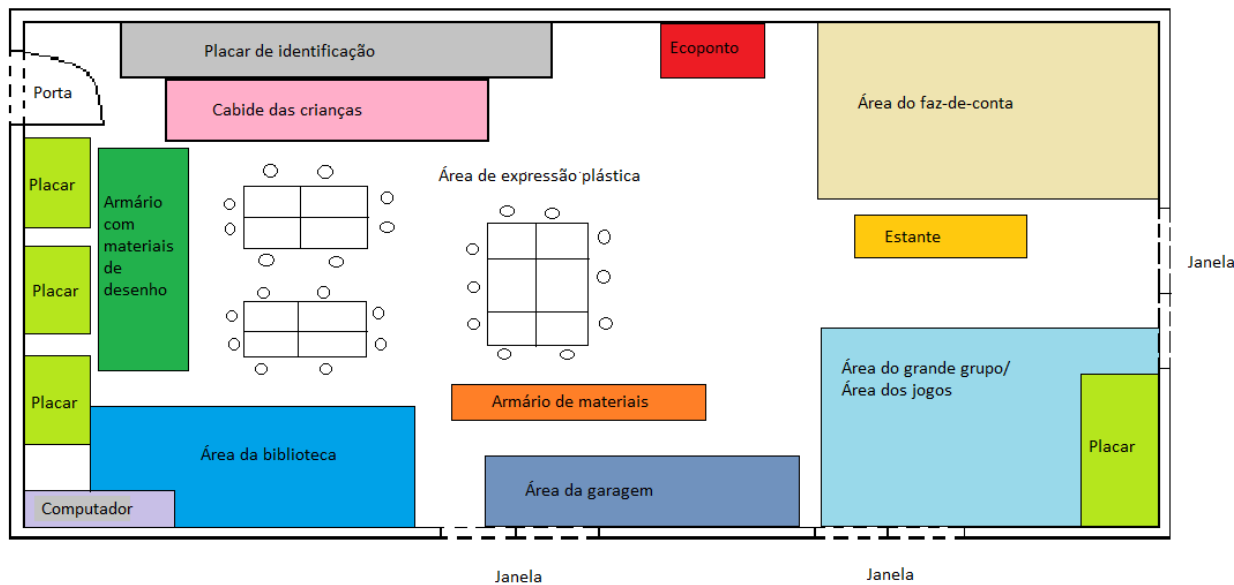 Placar de identificação
Ecoponto
Porta
Cabide das crianças
Área do faz-de-conta
Placar
Armário
com
materiais
de
desenho
Área de expressão plástica
Estante
Janela
Placar
Placar
Área do grande grupo/
Área dos jogos
Armário de materiais
Placar
Área da biblioteca
Área da garagem
Computador
Janela
Janela